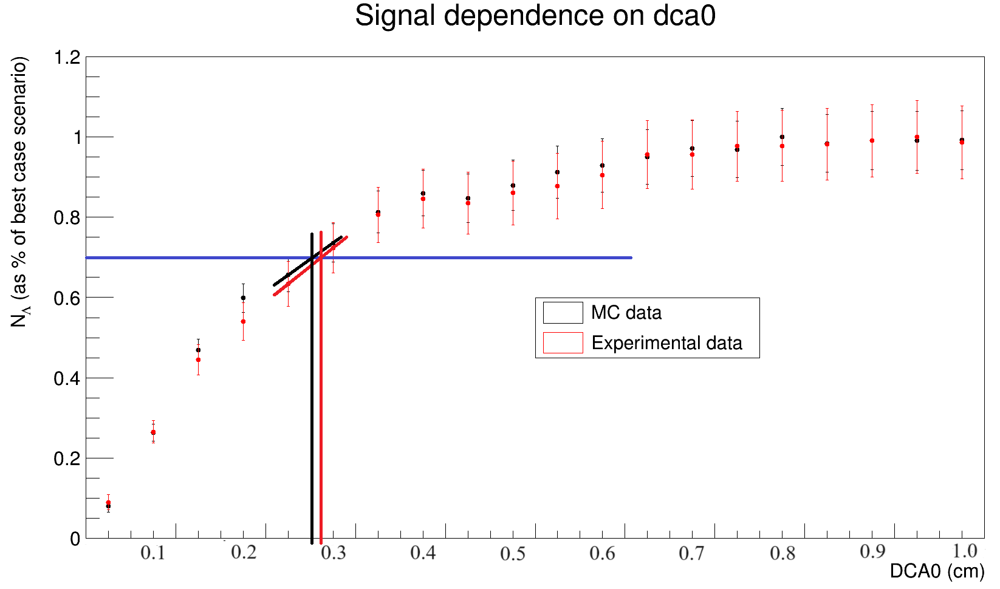 Signal dependence on dca0
N_Λ (as % of best case scenario)
1.2
1
0.8
0.6
0.4
0.2
0
MC data
Experimental data
0.1 0.2 0.3 0.4 0.5 0.6 0.7 0.8 0.9 1.0
DCA0 (cm)